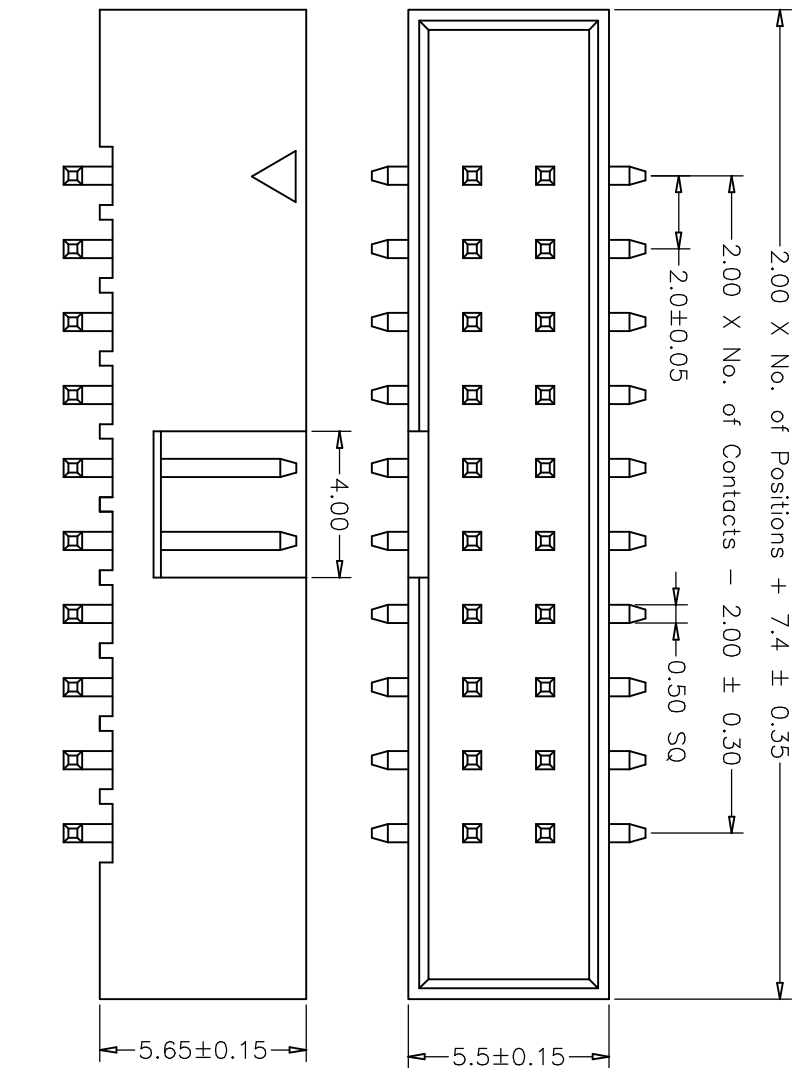 2.00 X No. of Positions + 7.4 ± 0.35
2.00 X No. of Contacts - 2.00 ± 0.30
2.0±0.05
0.50 SQ
4.00
5.65±0.15
5.5±0.15